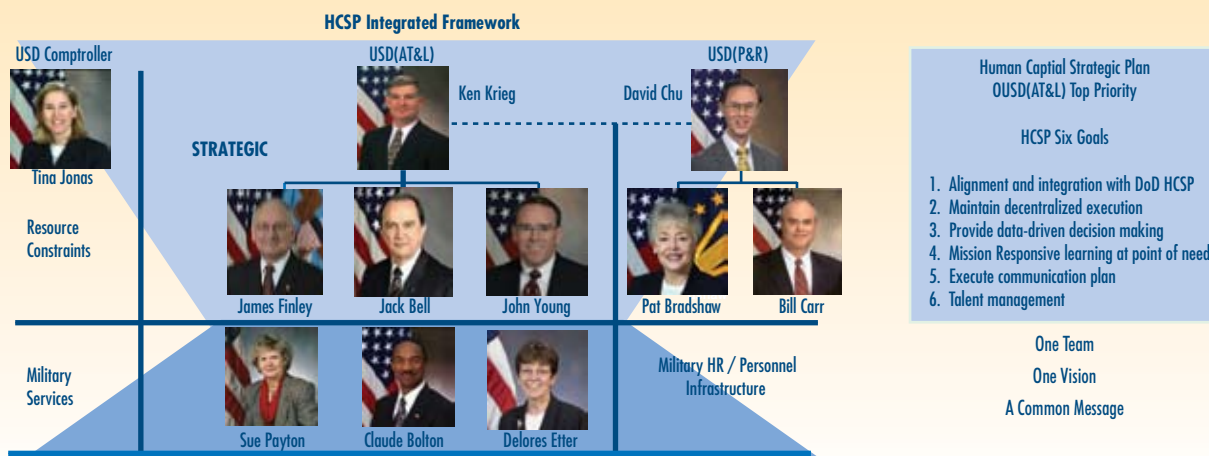 HCSP Integrated Framework
USD Comptroller
USD(AT&L)
USD(P&R)
Ken Krieg
David Chu
STRATEGIC
Tina Jonas
Resource
Constraints
James Finley
Jack Bell
John Young
Pat Bradshaw
Bill Carr
Military
Services
Military HR / Personnel
Infrastructure
Sue Payton
Claude Bolton
Delores Etter
Human Captial Strategic Plan
OUSD(AT&L) Top Priority
HCSP Six Goals
1. Alignment and integration with DoD HCSP
2. Maintain decentralized execution
3. Provide data-driven decision making
4. Mission Responsive learning at point of need
5. Execute communication plan
6. Talent management
One Team
One Vision
A Common Message